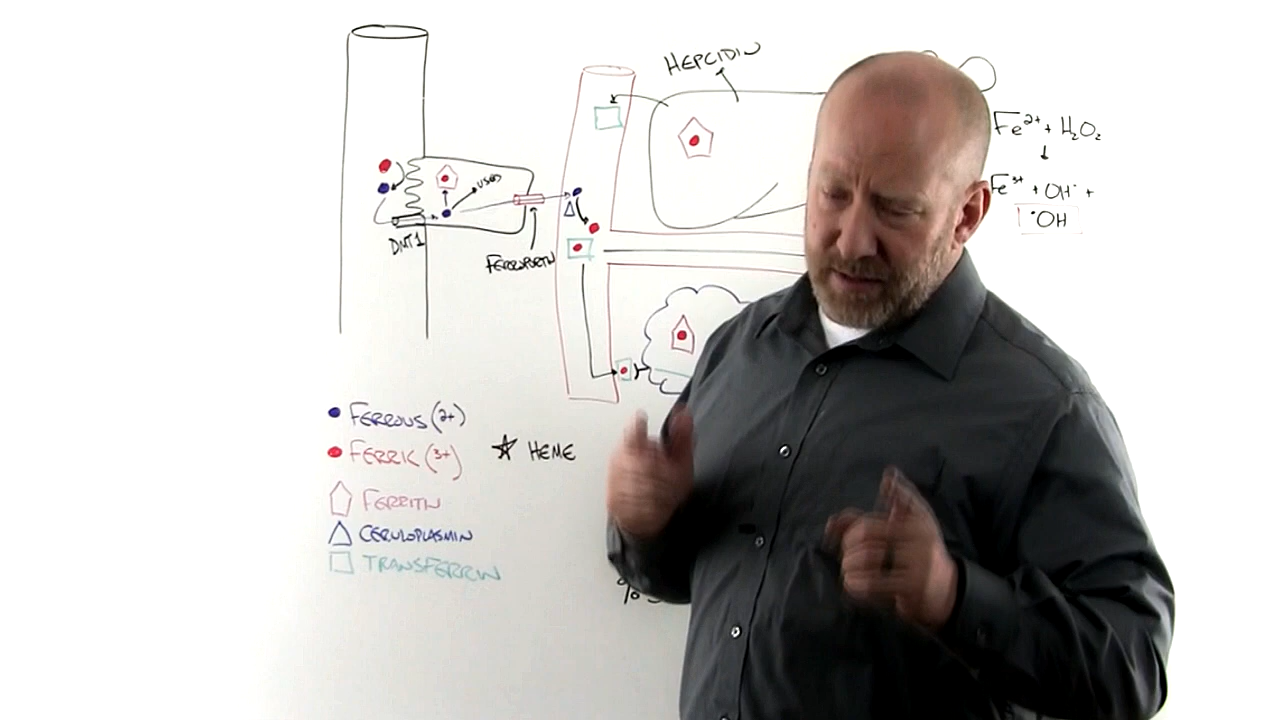 HEPCIDIN
Fe²⁺ + H₂O₂
Fe³⁺ + OH⁻ +
•OH
USED
DMT1
FERROPORTIN
FERROUS (2+)
FERRIC (3+)
HEME
FERRITIN
CERULOPLASMIN
TRANSFERRIN
%